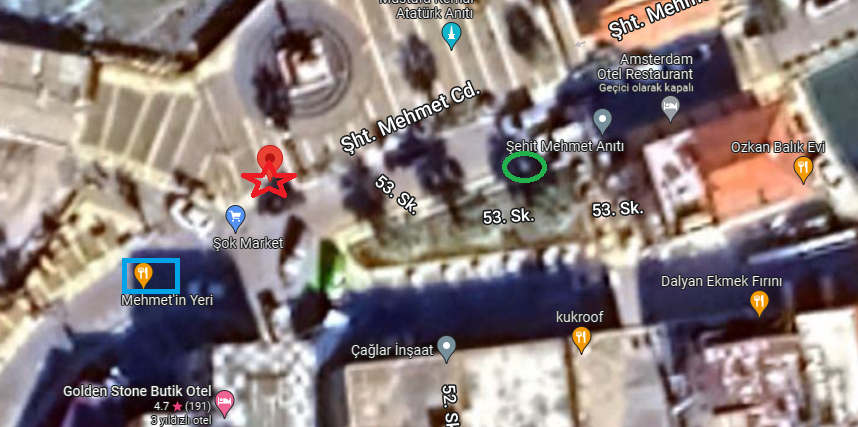 Mustafa Kemal
Atatürk Anıtı
Şht. Mehm
Amsterdam
Otel Restaurant
Geçici olarak kapalı
Şht. Mehmet Cd.
Şehit Mehmet Anıtı
Ozkan Balık Evi
53. Sk.
53. Sk.
53. Sk.
Şok Market
Mehmet'in Yeri
Dalyan Ekmek Fırını
kukroof
Çağlar İnşaat
52. Sk
Golden Stone Butik Otel
4.7 ★ (191)
3 yıldızlı otel